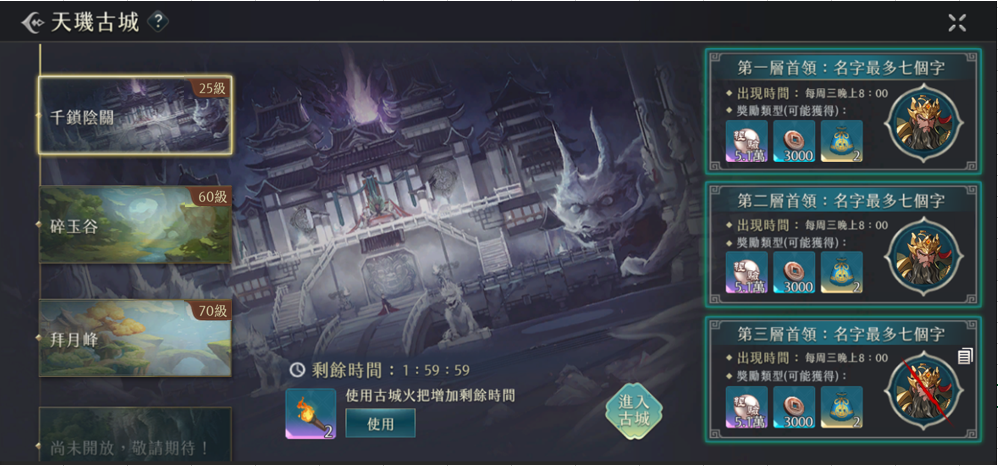 天璣古城 ?
25級
千鎖陰關
60級
碎玉谷
70級
拜月峰
尚未開放，敬請期待！
剩餘時間：1:59:59
使用古城火把增加剩餘時間
2
使用
進入
古城
第一層首領：名字最多七個字
出現時間：每周三晚上8：00
獎勵類型(可能獲得)：
經驗
5.1萬
3000
2
第二層首領：名字最多七個字
出現時間：每周三晚上8：00
獎勵類型(可能獲得)：
經驗
5.1萬
3000
2
第三層首領：名字最多七個字
出現時間：每周三晚上8：00
獎勵類型(可能獲得)：
經驗
5.1萬
3000
2